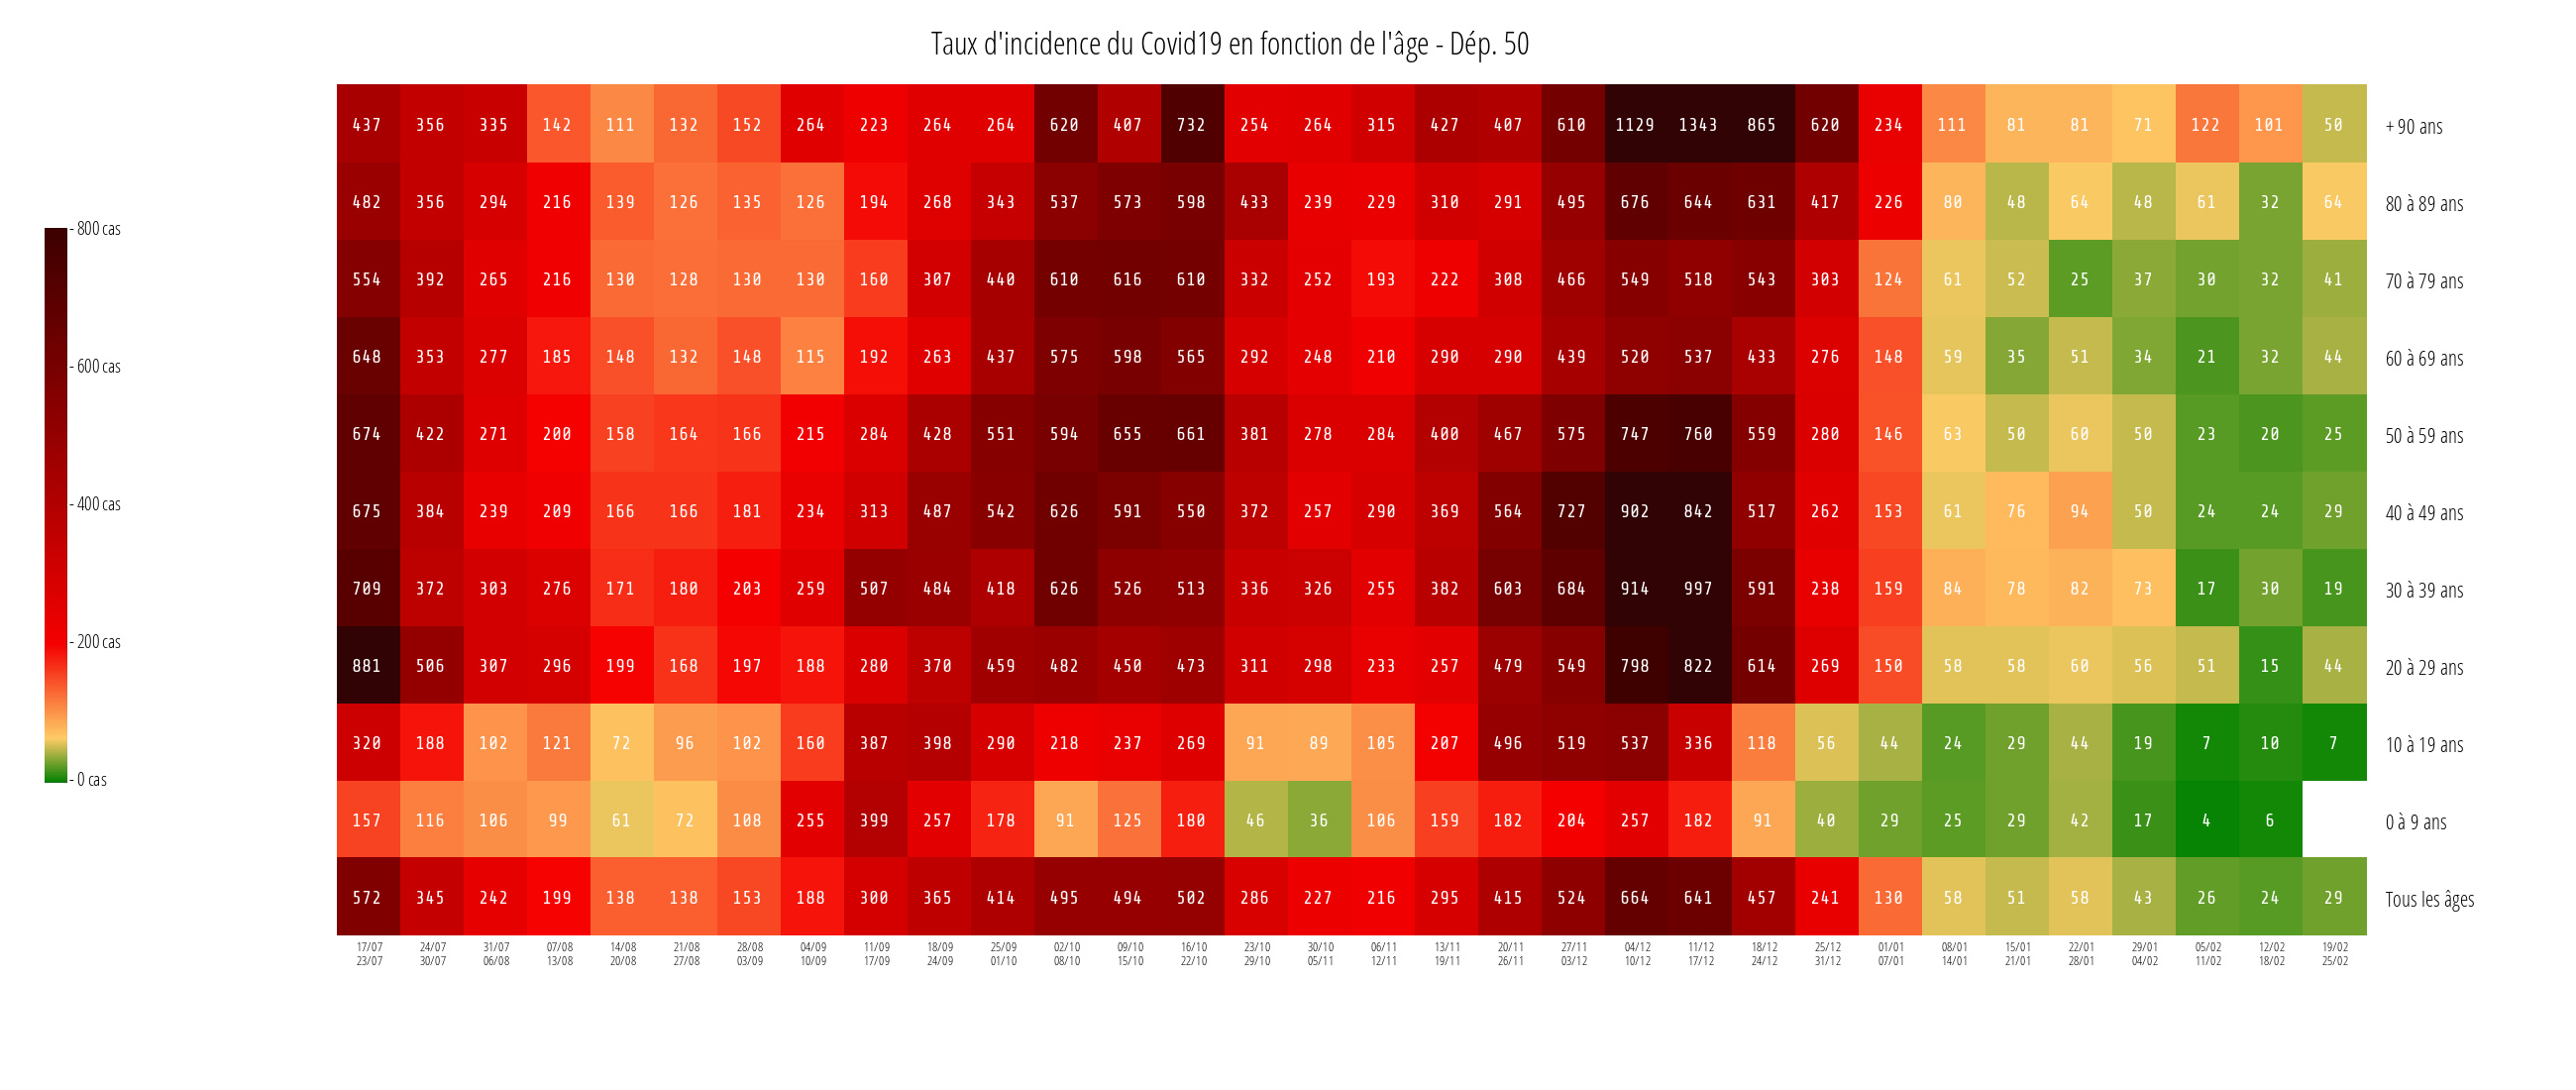 Taux d'incidence du Covid19 en fonction de l'âge - Dép. 50
- 800 cas
- 600 cas
- 400 cas
- 200 cas
- 0 cas
437 356 335 142 111 132 152 264 223 264 264 620 407 732 254 264 315 427 407 610 1129 1343 865 620 234 111 81 81 71 122 101 50 + 90 ans
482 356 294 216 139 126 135 126 194 268 343 537 573 598 433 239 229 310 291 495 676 644 631 417 226 80 48 64 48 61 32 64 80 à 89 ans
554 392 265 216 130 128 130 130 160 307 440 610 616 610 332 252 193 222 308 466 549 518 543 303 124 61 52 25 37 30 32 41 70 à 79 ans
648 353 277 185 148 132 148 115 192 263 437 575 598 565 292 248 210 290 290 439 520 537 433 276 148 59 35 51 34 21 32 44 60 à 69 ans
674 422 271 200 158 164 166 215 284 428 551 594 655 661 381 278 284 400 467 575 747 760 559 280 146 63 50 60 50 23 20 25 50 à 59 ans
675 384 239 209 166 166 181 234 313 487 542 626 591 550 372 257 290 369 564 727 902 842 517 262 153 61 76 94 50 24 24 29 40 à 49 ans
709 372 303 276 171 180 203 259 507 484 418 626 526 513 336 326 255 382 603 684 914 997 591 238 159 84 78 82 73 17 30 19 30 à 39 ans
881 506 307 296 199 168 197 188 280 370 459 482 450 473 311 298 233 257 479 549 798 822 614 269 150 58 58 60 56 51 15 44 20 à 29 ans
320 188 102 121 72 96 102 160 387 398 290 218 237 269 91 89 105 207 496 519 537 336 118 56 44 24 29 44 19 7 10 7 10 à 19 ans
157 116 106 99 61 72 108 255 399 257 178 91 125 180 46 36 106 159 182 204 257 182 91 40 29 25 29 42 17 4 6 0 à 9 ans
572 345 242 199 138 138 153 188 300 365 414 495 494 502 286 227 216 295 415 524 664 641 457 241 130 58 51 58 43 26 24 29 Tous les âges
17/07 24/07 31/07 07/08 14/08 21/08 28/08 04/09 11/09 18/09 25/09 02/10 09/10 16/10 23/10 30/10 06/11 13/11 20/11 27/11 04/12 11/12 18/12 25/12 01/01 08/01 15/01 22/01 29/01 05/02 12/02 19/02
23/07 30/07 06/08 13/08 20/08 27/08 03/09 10/09 17/09 24/09 01/10 08/10 15/10 22/10 29/10 05/11 12/11 19/11 26/11 03/12 10/12 17/12 24/12 31/12 07/01 14/01 21/01 28/01 04/02 11/02 18/02 25/02